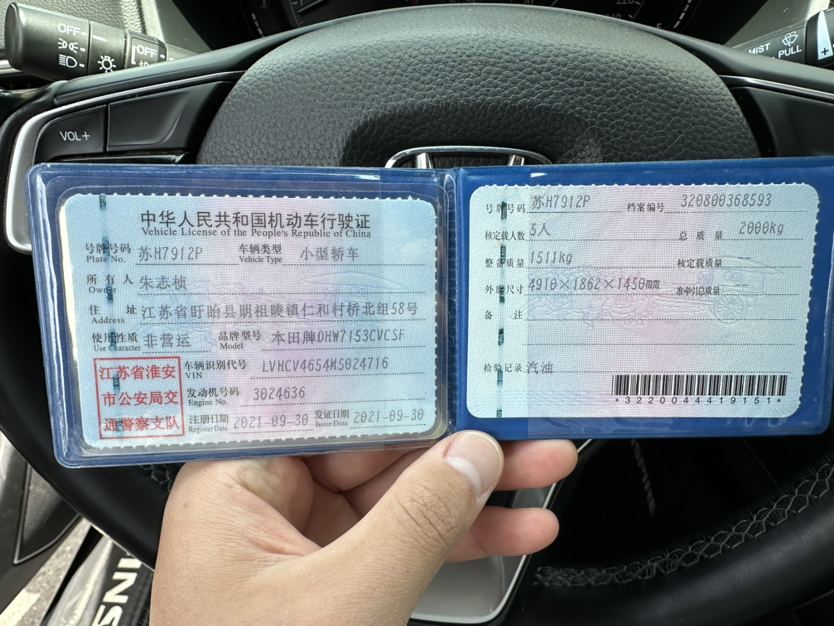 OFF
OFF
VOL+
MIST
PULL
中华人民共和国机动车行驶证
Vehicle License of the People's Republic of China
号牌号码 苏H7912P 车辆类型 小型轿车
Plate No. Vehicle Type
所有人 朱志桢
Owner
住址 江苏省盱眙县明祖陵镇仁和村桥北组58号
Address
使用性质 非营运 品牌型号 本田牌DHW7153CVCSF
Use Character Model
江苏省淮安
市公安局交
通警察支队
车辆识别代号 LVHCV4654M5024716
VIN
发动机号码 3024636
Engine No.
注册日期 2021-09-30 发证日期 2021-09-30
Register Date Issue Date
号牌号码 苏H7912P 档案编号 320800368593
核定载人数 5人 总质量 2000kg
整备质量 1511kg 核定载质量 --
外廓尺寸 4910×1862×1450mm 准牵引总质量 --
备注
检验记录 汽油
*3220044419151*